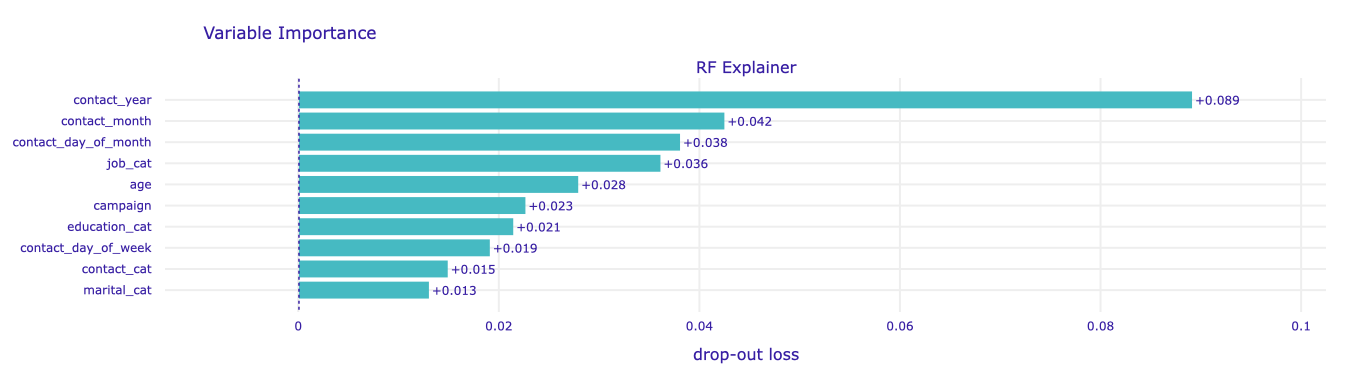 Variable Importance
RF Explainer
contact_year +0.089
contact_month +0.042
contact_day_of_month +0.038
job_cat +0.036
age +0.028
campaign +0.023
education_cat +0.021
contact_day_of_week +0.019
contact_cat +0.015
marital_cat +0.013
0 0.02 0.04 0.06 0.08 0.1
drop-out loss